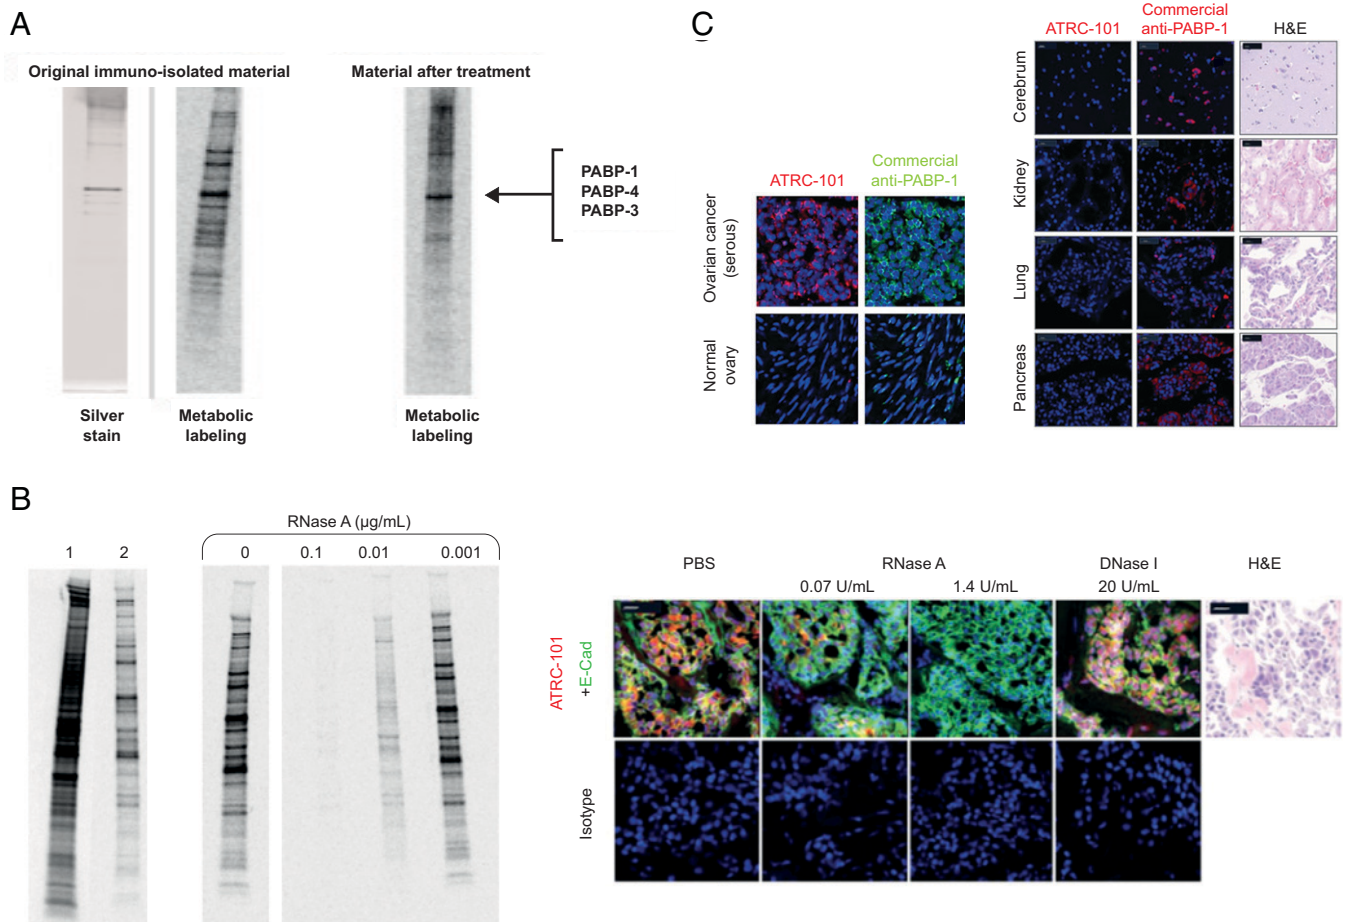 A
Original immuno-isolated material
Material after treatment
PABP-1
PABP-4
PABP-3
Silver
stain
Metabolic
labeling
Metabolic
labeling
C
ATRC-101
Commercial
anti-PABP-1
Ovarian cancer
(serous)
Normal
ovary
ATRC-101
Commercial
anti-PABP-1
H&E
Cerebrum
Kidney
Lung
Pancreas
B
1
2
RNase A (µg/mL)
0
0.1
0.01
0.001
PBS
RNase A
DNase I
H&E
0.07 U/mL
1.4 U/mL
20 U/mL
ATRC-101
+E-Cad
Isotype